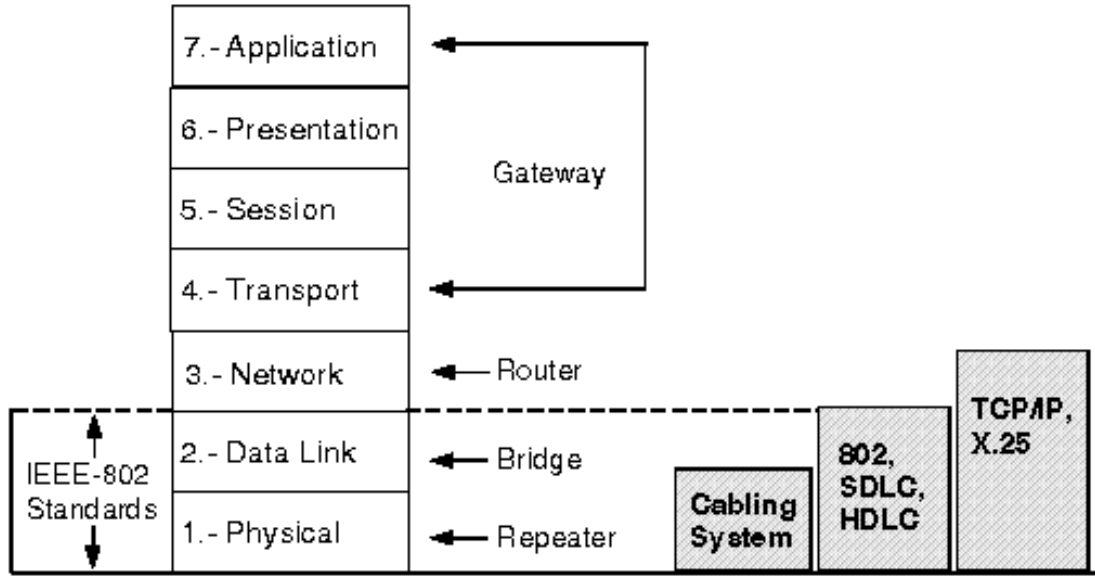 7.- Application
6.- Presentation
5.- Session
4.- Transport
3.- Network
2.- Data Link
1.- Physical
Gateway
Router
Bridge
Repeater
IEEE-802
Standards
Cabling
System
802,
SDLC,
HDLC
TCP/IP,
X.25